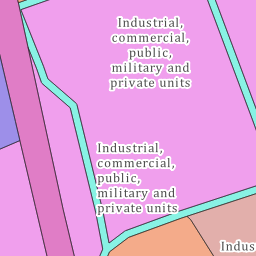 Industrial,
commercial,
public,
military and
private units
Industrial,
commercial,
public,
military and
private units
Indus